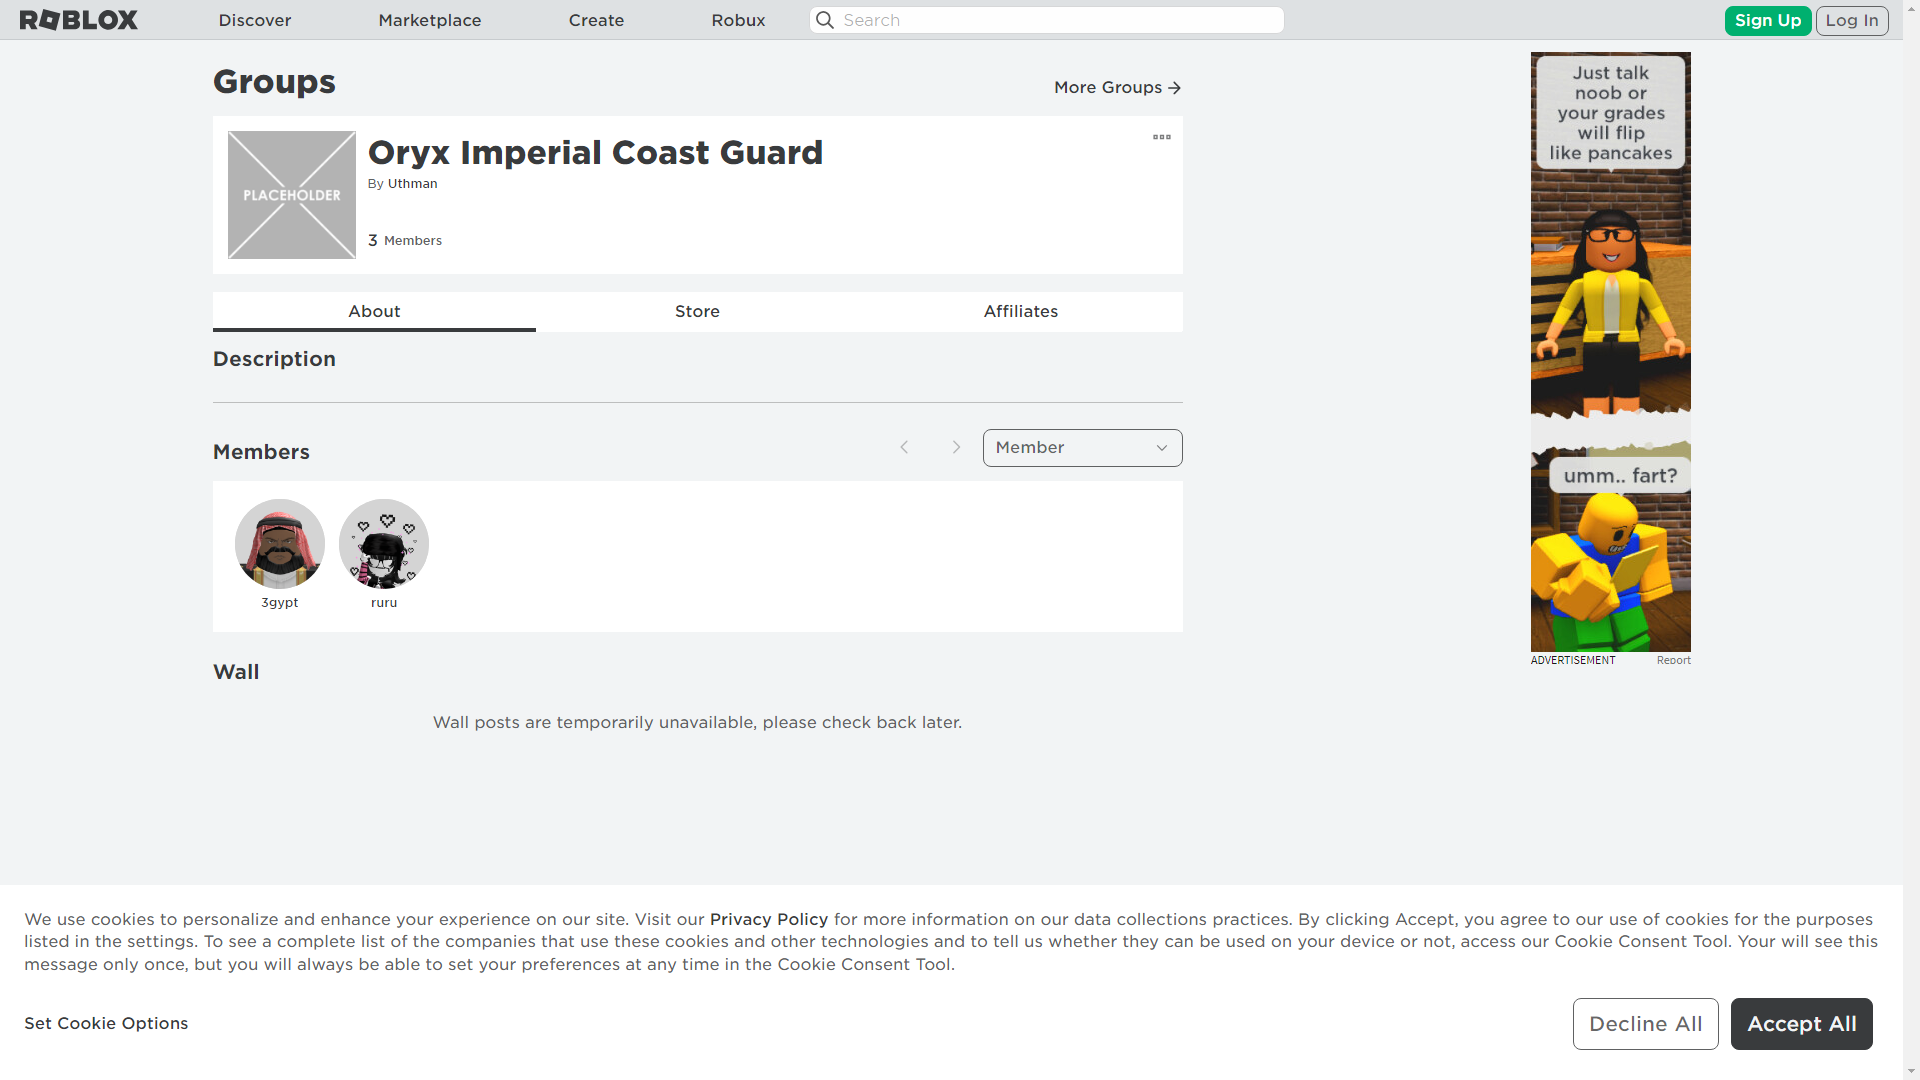 ROBLOX
Discover
Marketplace
Create
Robux
Search
Sign Up
Log In
Groups
More Groups
PLACEHOLDER
Oryx Imperial Coast Guard
By Uthman
3 Members
About
Store
Affiliates
Description
Members
Member
3gypt
ruru
Wall
Wall posts are temporarily unavailable, please check back later.
Just talk
noob or
your grades
will flip
like pancakes
umm.. fart?
ADVERTISEMENT
Report
We use cookies to personalize and enhance your experience on our site. Visit our Privacy Policy for more information on our data collections practices. By clicking Accept, you agree to our use of cookies for the purposes
listed in the settings. To see a complete list of the companies that use these cookies and other technologies and to tell us whether they can be used on your device or not, access our Cookie Consent Tool. Your will see this
message only once, but you will always be able to set your preferences at any time in the Cookie Consent Tool.
Set Cookie Options
Decline All
Accept All